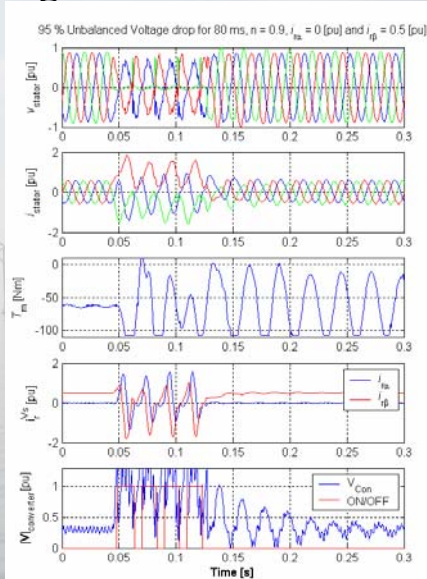 95 % Unbalanced Voltage drop for 80 ms, n = 0.9, i_rα = 0 [pu] and i_rβ = 0.5 [pu]
v_stator [pu]
1
0
-1
0 0.05 0.1 0.15 0.2 0.25 0.3
i_stator [pu]
2
0
-2
0 0.05 0.1 0.15 0.2 0.25 0.3
T_m [Nm]
0
-50
-100
0 0.05 0.1 0.15 0.2 0.25 0.3
i_r^Vs [pu]
2
0
-2
i_rα
i_rβ
0 0.05 0.1 0.15 0.2 0.25 0.3
|V|_converter [pu]
1
0.5
0
V_Con
ON/OFF
0 0.05 0.1 0.15 0.2 0.25 0.3
Time [s]